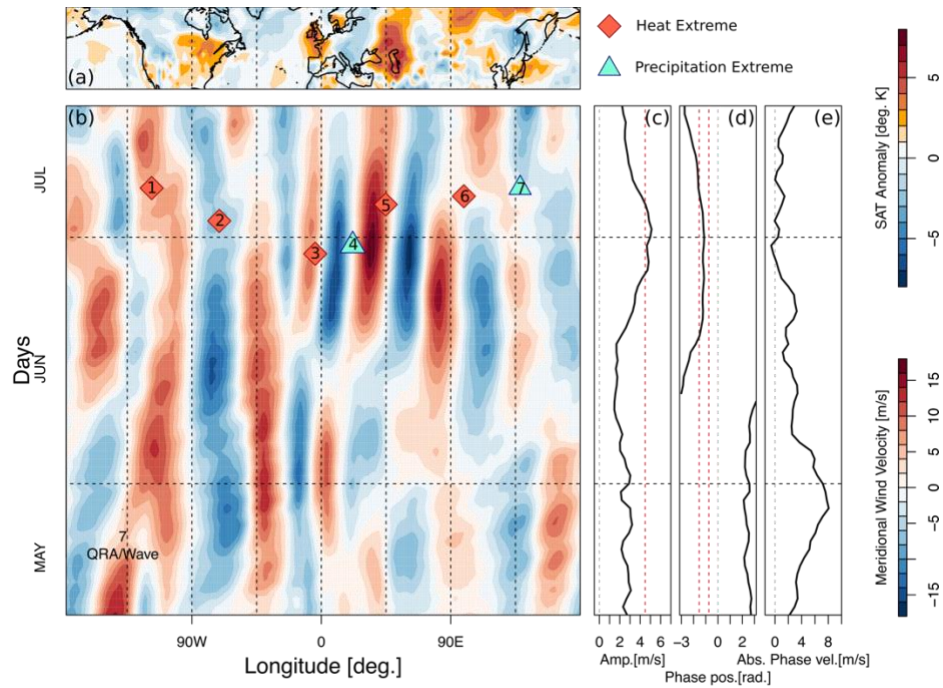 (a)
Heat Extreme
Precipitation Extreme
SAT Anomaly [deg. K]
5
0
−5
(b)
(c)
(d)
(e)
Days
JUL
JUN
MAY
1
2
3
4
5
6
7
7
QRA/Wave
Meridional Wind Velocity [m/s]
15
10
5
0
−5
−10
−15
90W
0
90E
Longitude [deg.]
0 2 4 6
−3 0 2
0 4 8
Amp.[m/s]
Phase pos.[rad.]
Abs. Phase vel.[m/s]